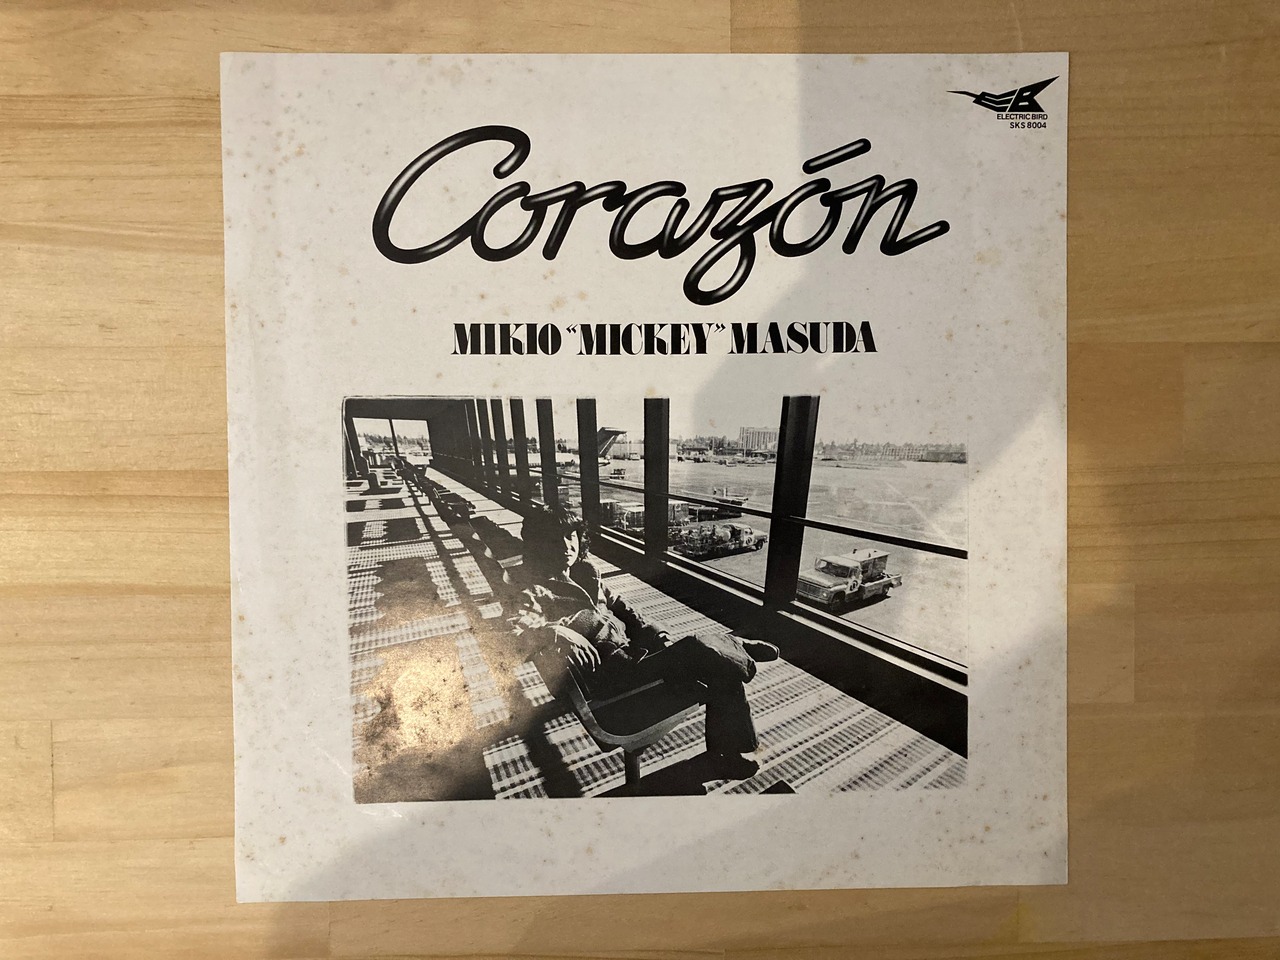 EB
ELECTRIC BIRD
SKS 8004
Corazón
MIKIO “MICKEY” MASUDA